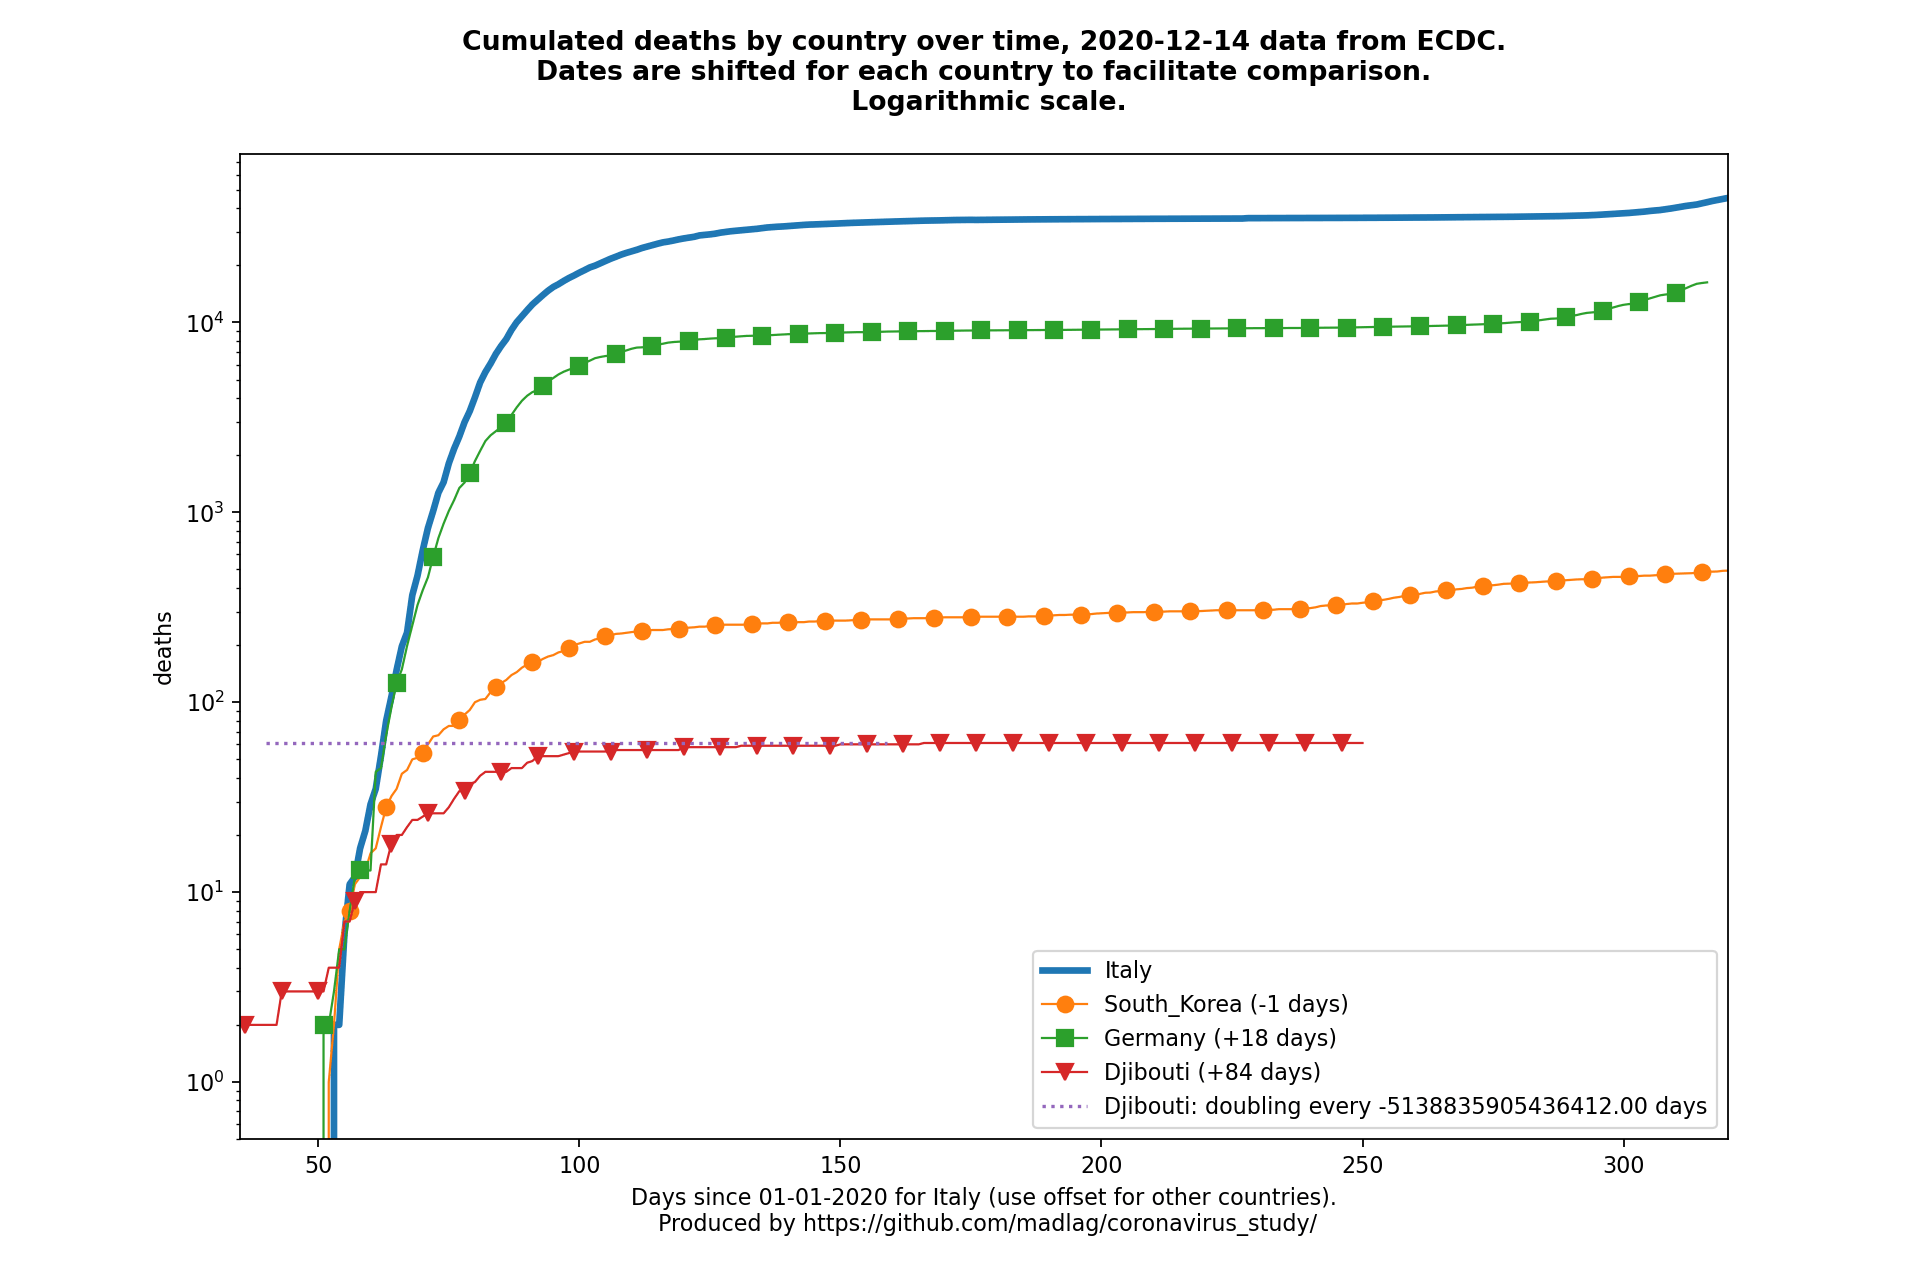 Cumulated deaths by country over time, 2020-12-14 data from ECDC.
Dates are shifted for each country to facilitate comparison.
Logarithmic scale.
deaths
10^4
10^3
10^2
10^1
10^0
50 100 150 200 250 300
Italy
South_Korea (-1 days)
Germany (+18 days)
Djibouti (+84 days)
Djibouti: doubling every -5138835905436412.00 days
Days since 01-01-2020 for Italy (use offset for other countries).
Produced by https://github.com/madlag/coronavirus_study/